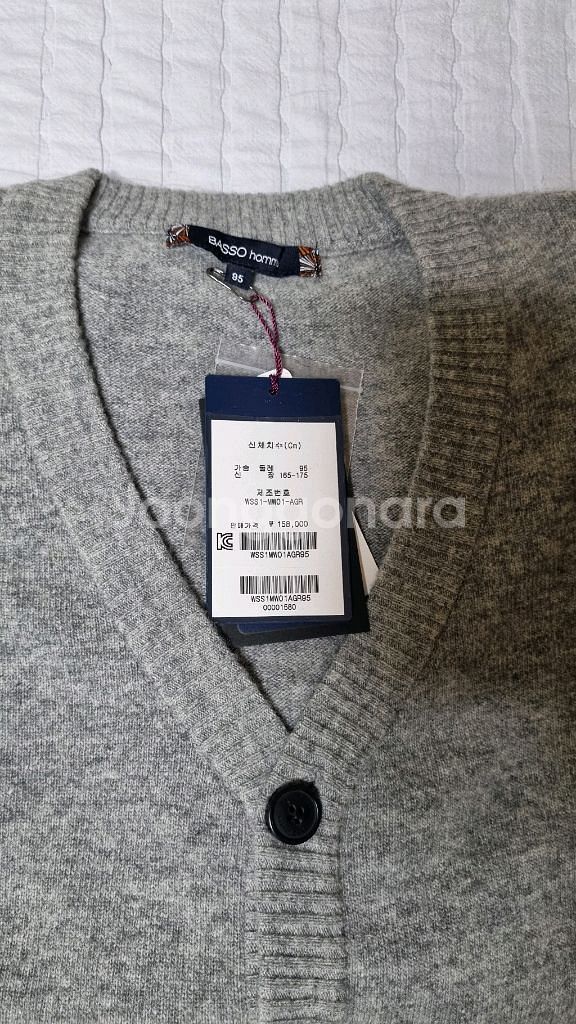 BASSO homm
95
신체치수(Cm)
가슴 둘레 95
신 장 165-175
제조번호
WSS1-MW01-AGR
판매가격 ₩ 158,000
WSS1MW01AGR95
WSS1MW01AGR95
00001580